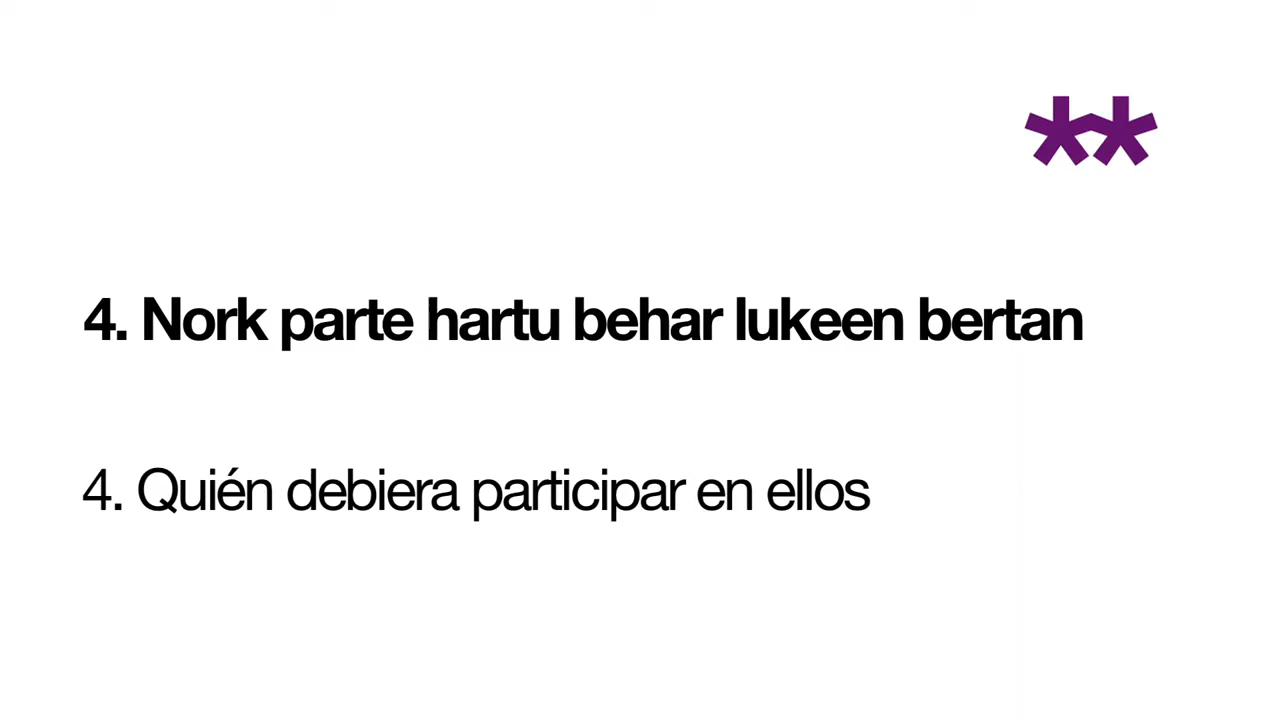 4. Nork parte hartu behar lukeen bertan
4. Quién debiera participar en ellos